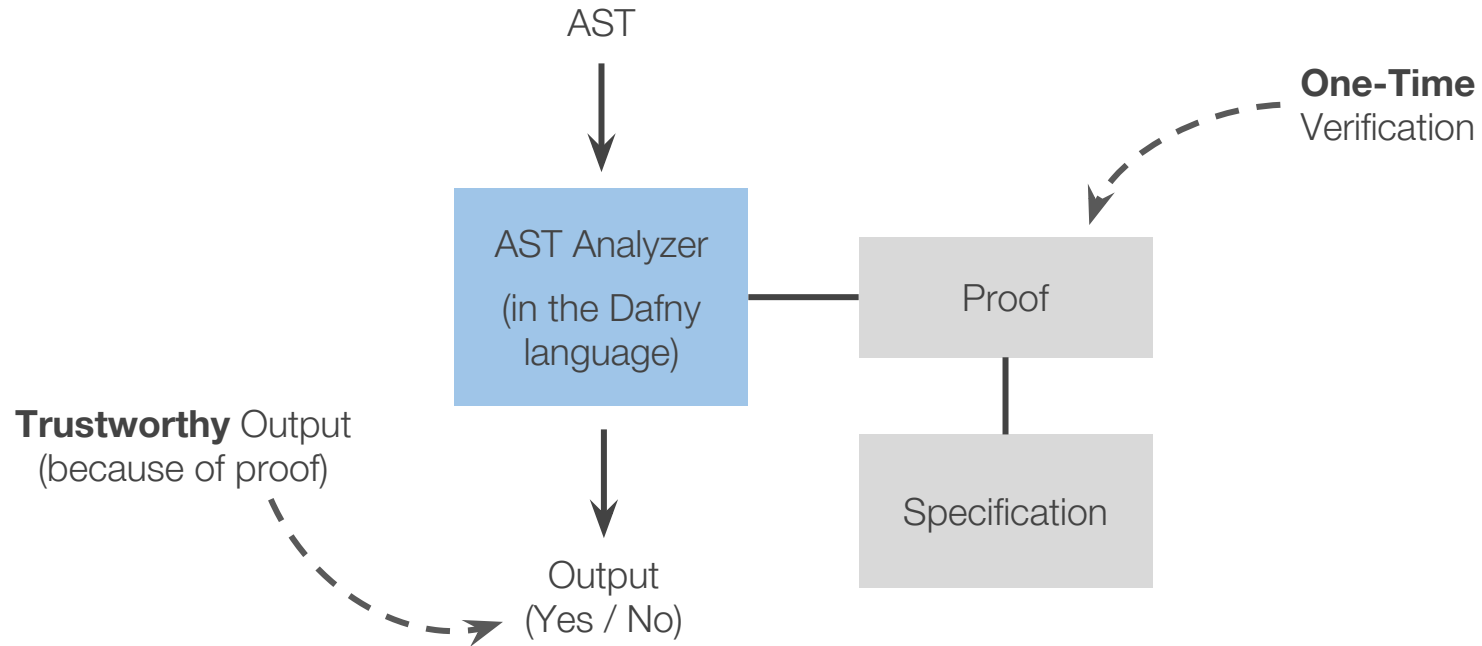 AST
One-Time
Verification
AST Analyzer
(in the Dafny
language)
Proof
Trustworthy Output
(because of proof)
Specification
Output
(Yes / No)